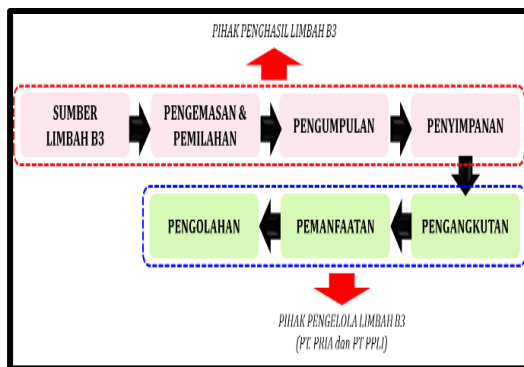 PIHAK PENGHASIL LIMBAH B3
SUMBER
LIMBAH B3
PENGEMASAN &
PEMILAHAN
PENGUMPULAN
PENYIMPANAN
PENGOLAHAN
PEMANFAATAN
PENGANGKUTAN
PIHAK PENGELOLA LIMBAH B3
(PT. PRIA dan PT PPLI)